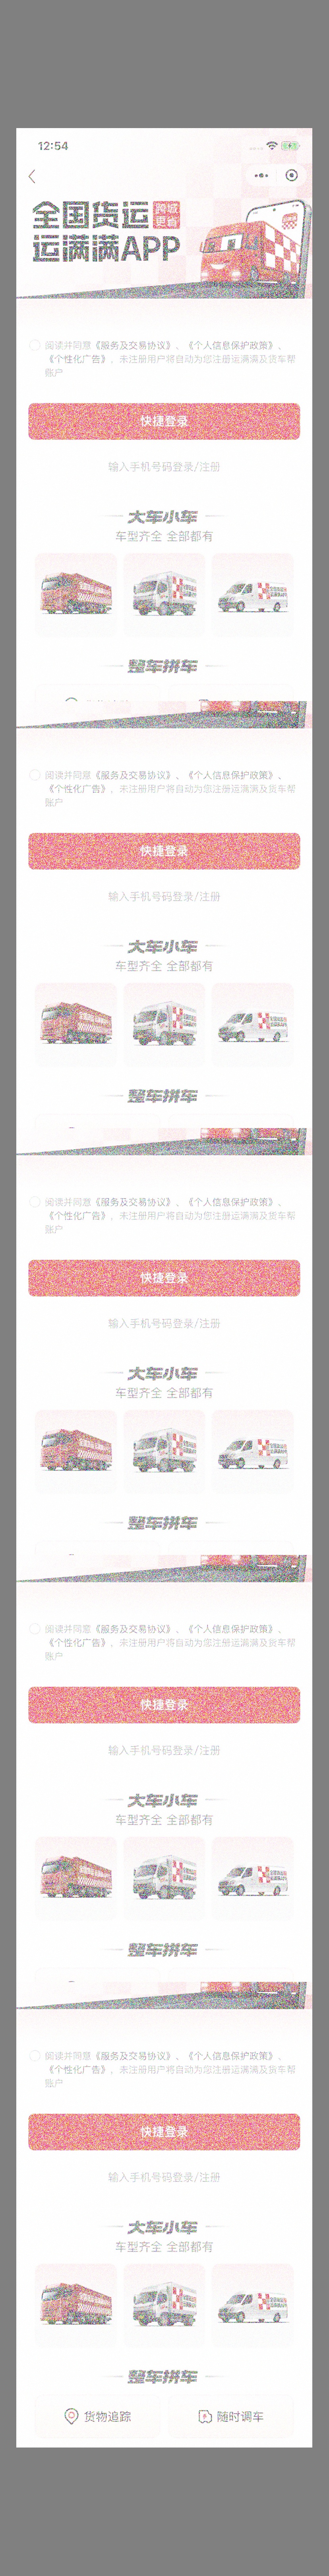 12:54
全国货运 跨城更省
运满满APP
阅读并同意《服务及交易协议》、《个人信息保护政策》、
《个性化广告》，未注册用户将自动为您注册运满满及货车帮
账户
快捷登录
输入手机号码登录/注册
大车小车
车型齐全 全部都有
整车拼车
阅读并同意《服务及交易协议》、《个人信息保护政策》、
《个性化广告》，未注册用户将自动为您注册运满满及货车帮
账户
快捷登录
输入手机号码登录/注册
大车小车
车型齐全 全部都有
整车拼车
阅读并同意《服务及交易协议》、《个人信息保护政策》、
《个性化广告》，未注册用户将自动为您注册运满满及货车帮
账户
快捷登录
输入手机号码登录/注册
大车小车
车型齐全 全部都有
整车拼车
阅读并同意《服务及交易协议》、《个人信息保护政策》、
《个性化广告》，未注册用户将自动为您注册运满满及货车帮
账户
快捷登录
输入手机号码登录/注册
大车小车
车型齐全 全部都有
整车拼车
阅读并同意《服务及交易协议》、《个人信息保护政策》、
《个性化广告》，未注册用户将自动为您注册运满满及货车帮
账户
快捷登录
输入手机号码登录/注册
大车小车
车型齐全 全部都有
整车拼车
货物追踪 随时调车